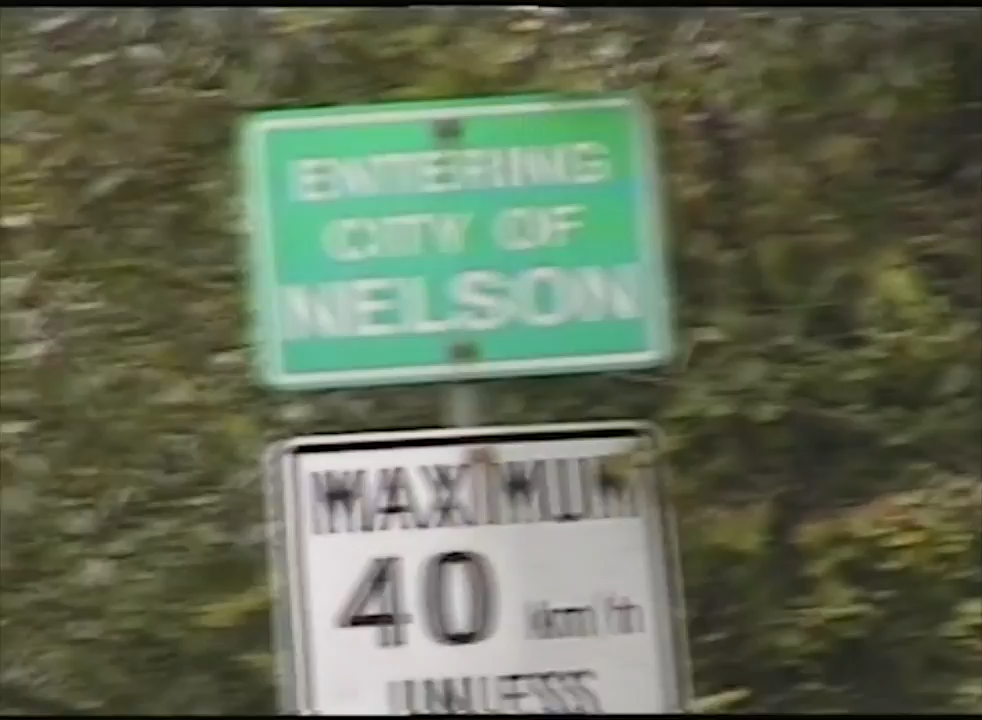 ENTERING
CITY OF
NELSON
MAXIMUM
40 km/h
UNLESS